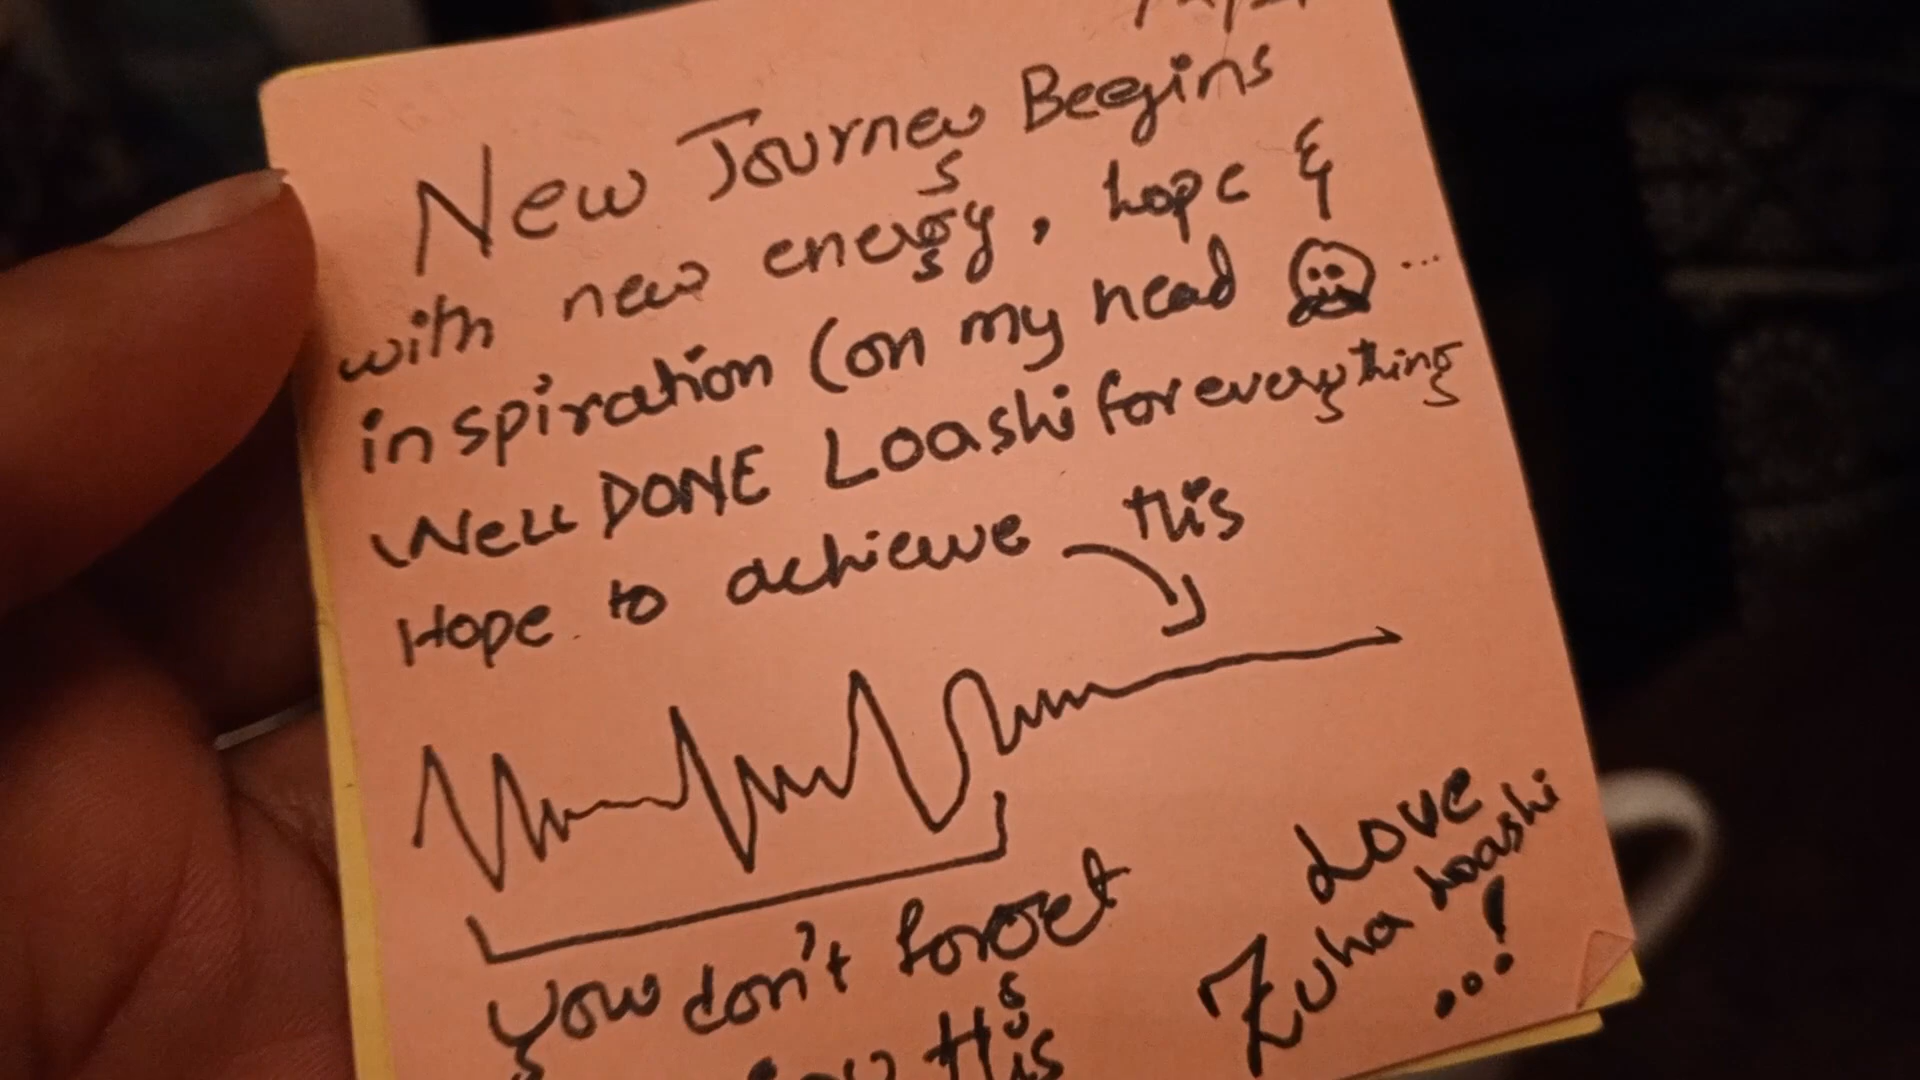 New Journey Begins
with new energy, hope &
inspiration (on my head ...
WELL DONE Loashi for everything
Hope to achieve this
Love
Zuha Loashi
...!
you don't forget
this